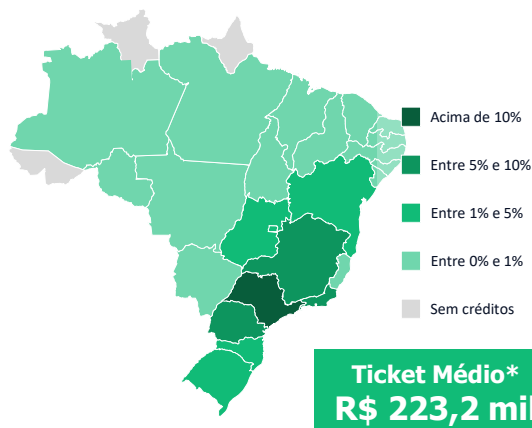 Acima de 10%
Entre 5% e 10%
Entre 1% e 5%
Entre 0% e 1%
Sem créditos
Ticket Médio*
R$ 223,2 mil